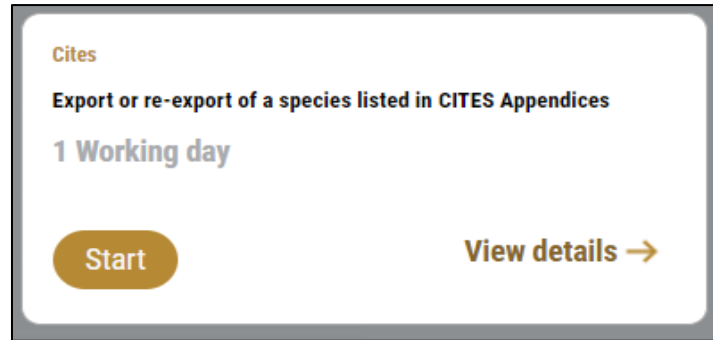 Cites
Export or re-export of a species listed in CITES Appendices
1 Working day
Start
View details →